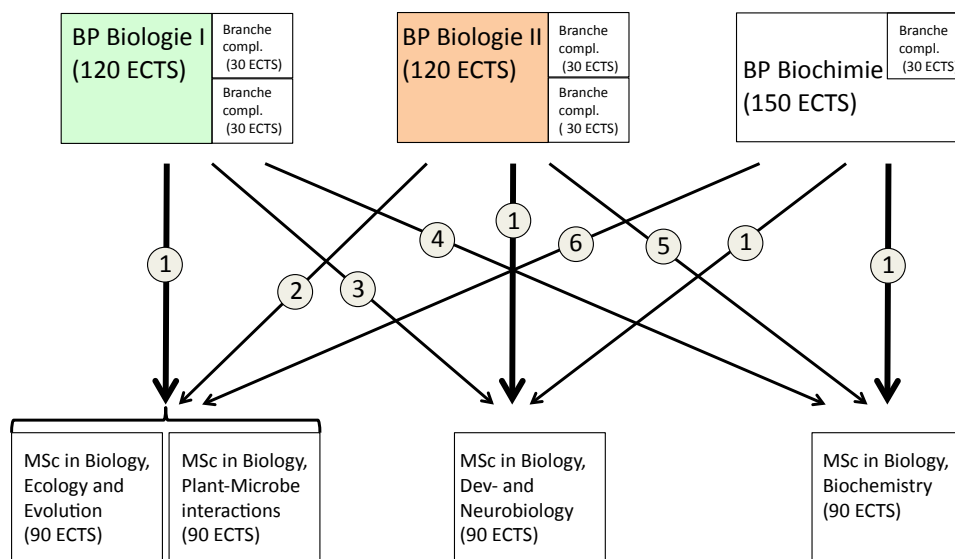 BP Biologie I
(120 ECTS)
Branche
compl.
(30 ECTS)
Branche
compl.
(30 ECTS)
BP Biologie II
(120 ECTS)
Branche
compl.
(30 ECTS)
Branche
compl.
( 30 ECTS)
BP Biochimie
(150 ECTS)
Branche
compl.
(30 ECTS)
1
2
3
4
1
6
5
1
1
MSc in Biology,
Ecology and
Evolution
(90 ECTS)
MSc in Biology,
Plant-Microbe
interactions
(90 ECTS)
MSc in Biology,
Dev- and
Neurobiology
(90 ECTS)
MSc in Biology,
Biochemistry
(90 ECTS)